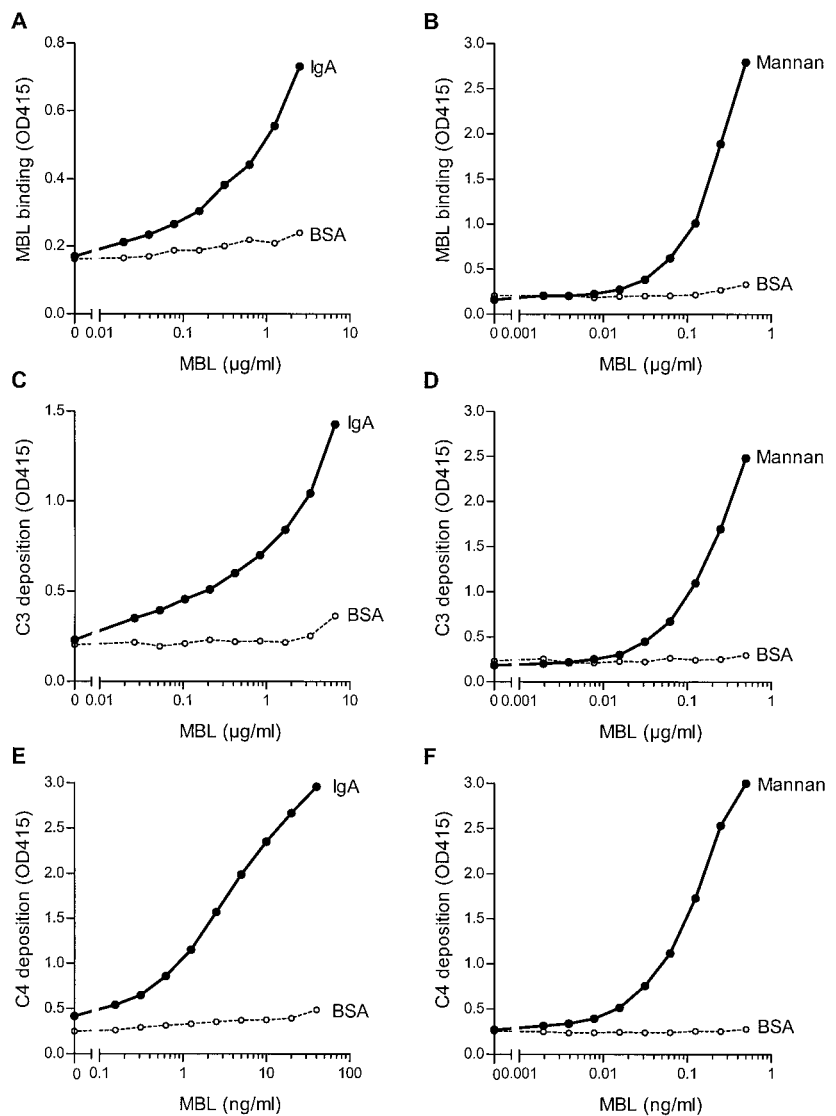 A
MBL binding (OD415)
0.8
0.6
0.4
0.2
0.0
IgA
BSA
0 0.01 0.1 1 10
MBL (µg/ml)
B
MBL binding (OD415)
3.0
2.5
2.0
1.5
1.0
0.5
0.0
Mannan
BSA
0 0.001 0.01 0.1 1
MBL (µg/ml)
C
C3 deposition (OD415)
1.5
1.0
0.5
0.0
IgA
BSA
0 0.01 0.1 1 10
MBL (µg/ml)
D
C3 deposition (OD415)
3.0
2.5
2.0
1.5
1.0
0.5
0.0
Mannan
BSA
0 0.001 0.01 0.1 1
MBL (µg/ml)
E
C4 deposition (OD415)
3.0
2.5
2.0
1.5
1.0
0.5
0.0
IgA
BSA
0 0.1 1 10 100
MBL (ng/ml)
F
C4 deposition (OD415)
3.0
2.5
2.0
1.5
1.0
0.5
0.0
Mannan
BSA
0 0.001 0.01 0.1 1
MBL (ng/ml)